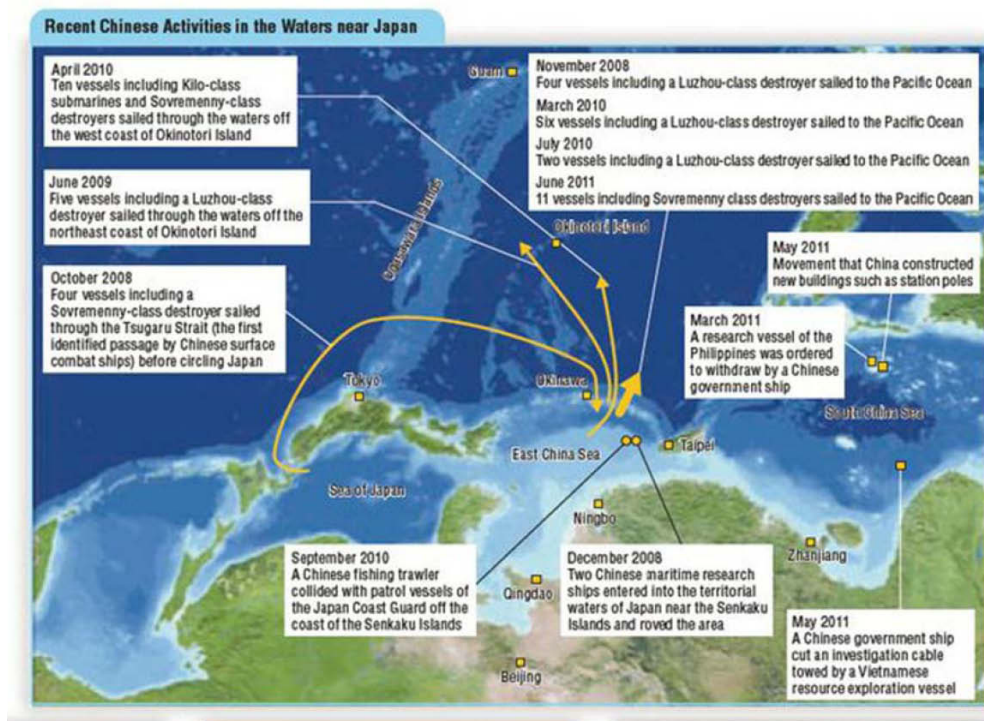 Recent Chinese Activities in the Waters near Japan
April 2010
Ten vessels including Kilo-class
submarines and Sovremenny-class
destroyers sailed through the waters off
the west coast of Okinotori Island
June 2009
Five vessels including a Luzhou-class
destroyer sailed through the waters off the
northeast coast of Okinotori Island
October 2008
Four vessels including a
Sovremenny-class destroyer sailed
through the Tsugaru Strait (the first
identified passage by Chinese surface
combat ships) before circling Japan
Guam
November 2008
Four vessels including a Luzhou-class destroyer sailed to the Pacific Ocean
March 2010
Six vessels including a Luzhou-class destroyer sailed to the Pacific Ocean
July 2010
Two vessels including a Luzhou-class destroyer sailed to the Pacific Ocean
June 2011
11 vessels including Sovremenny class destroyers sailed to the Pacific Ocean
Islands
Okinotori Island
May 2011
Movement that China constructed
new buildings such as station poles
March 2011
A research vessel of the
Philippines was ordered
to withdraw by a Chinese
government ship
Tokyo
Okinawa
South China Sea
East China Sea
Taipei
Sea of Japan
Ningbo
Zhanjiang
September 2010
A Chinese fishing trawler
collided with patrol vessels of
the Japan Coast Guard off the
coast of the Senkaku Islands
Qingdao
December 2008
Two Chinese maritime research
ships entered into the territorial
waters of Japan near the Senkaku
Islands and roved the area
Beijing
May 2011
A Chinese government ship
cut an investigation cable
towed by a Vietnamese
resource exploration vessel